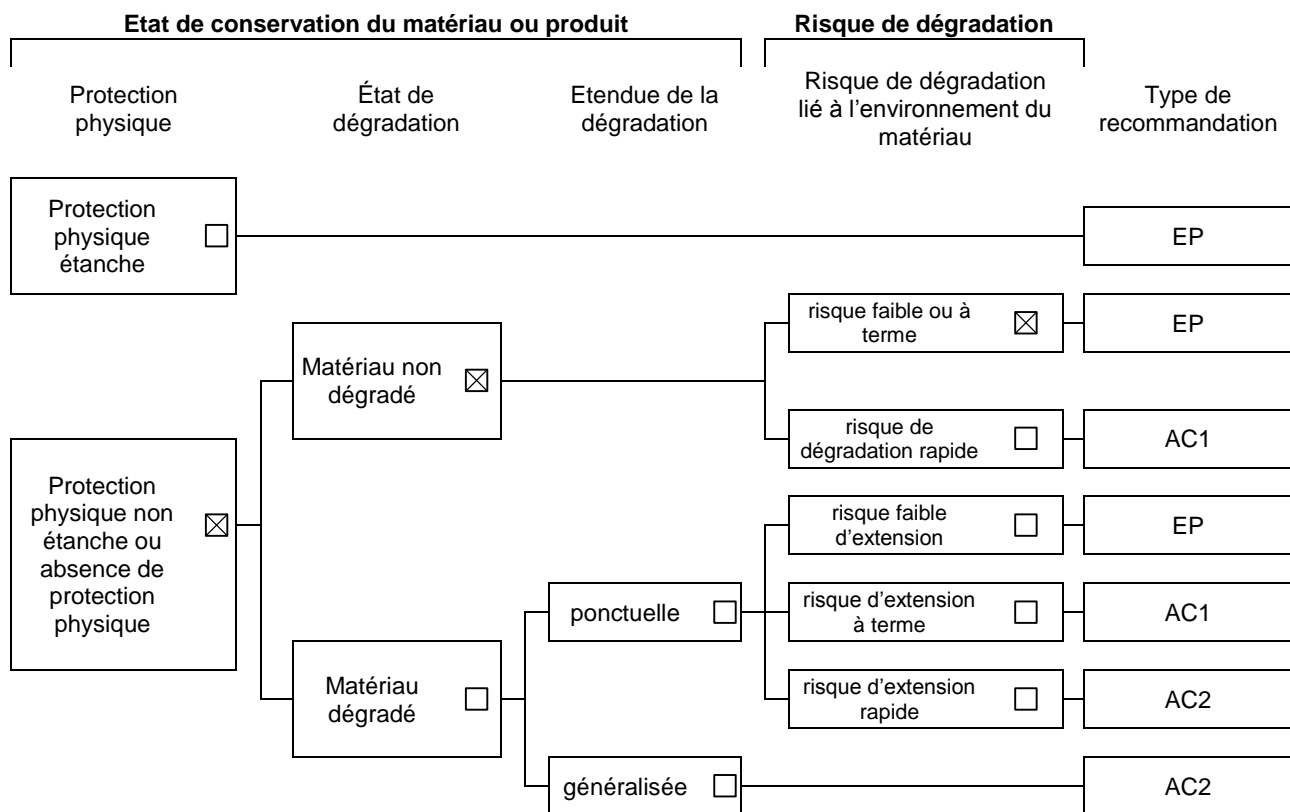 Etat de conservation du matériau ou produit
Risque de dégradation
Protection
physique
État de
dégradation
Etendue de la
dégradation
Risque de dégradation
lié à l'environnement du
matériau
Type de
recommandation
Protection
physique
étanche
EP
risque faible ou à
terme
EP
Matériau non
dégradé
risque de
dégradation rapide
AC1
Protection
physique non
étanche ou
absence de
protection
physique
risque faible
d'extension
EP
ponctuelle
risque d'extension
à terme
AC1
Matériau
dégradé
risque d'extension
rapide
AC2
généralisée
AC2